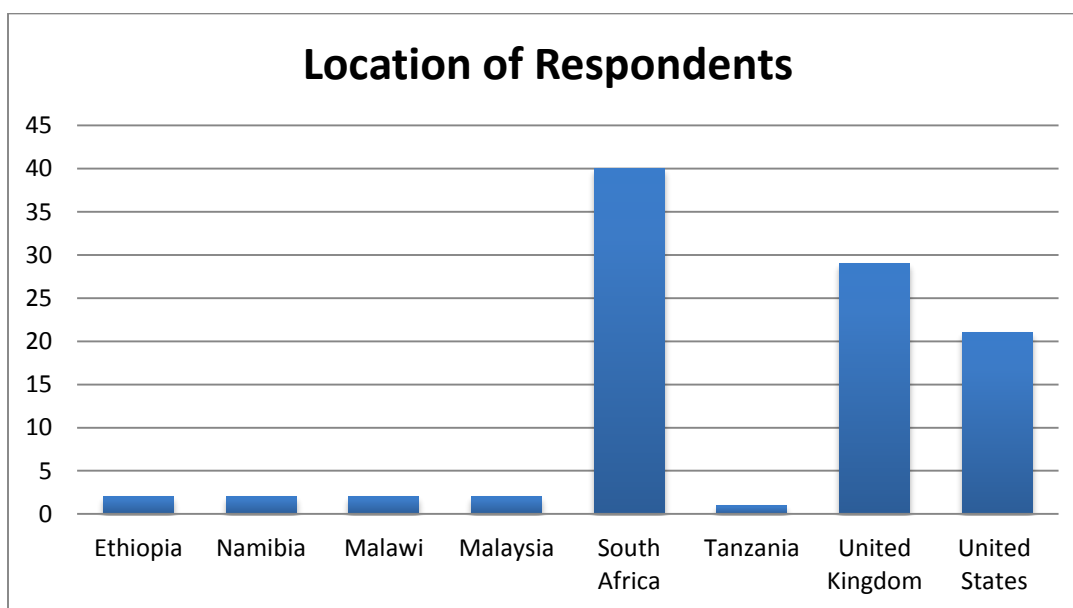 Location of Respondents
45
40
35
30
25
20
15
10
5
0
Ethiopia
Namibia
Malawi
Malaysia
South
Africa
Tanzania
United
Kingdom
United
States